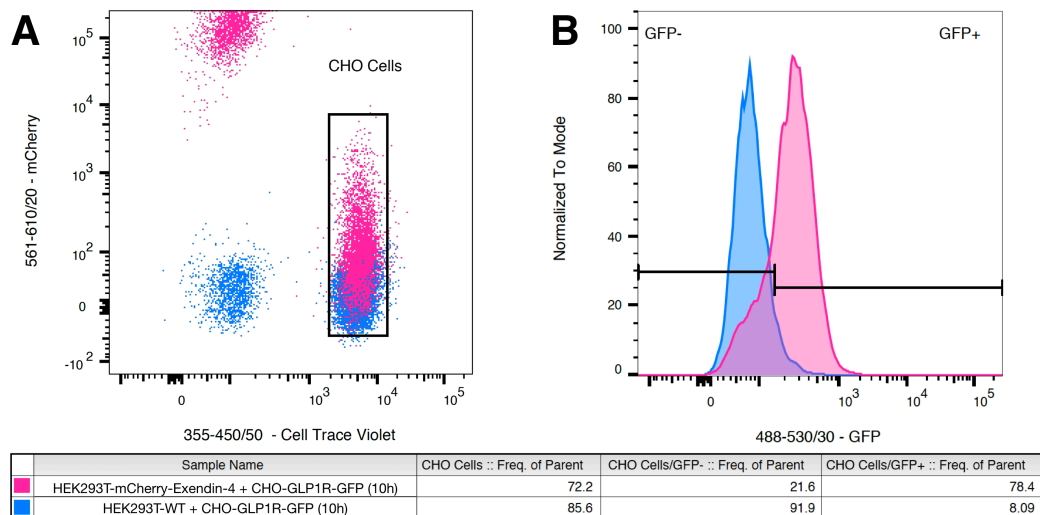 A
CHO Cells
561-610/20 - mCherry
10^5
10^4
10^3
10^2
0
-10^2
0
10^3
10^4
10^5
355-450/50 - Cell Trace Violet
B
GFP-
GFP+
Normalized To Mode
100
80
60
40
20
0
0
10^3
10^4
10^5
488-530/30 - GFP
Sample Name CHO Cells :: Freq. of Parent CHO Cells/GFP- :: Freq. of Parent CHO Cells/GFP+ :: Freq. of Parent
HEK293T-mCherry-Exendin-4 + CHO-GLP1R-GFP (10h) 72.2 21.6 78.4
HEK293T-WT + CHO-GLP1R-GFP (10h) 85.6 91.9 8.09